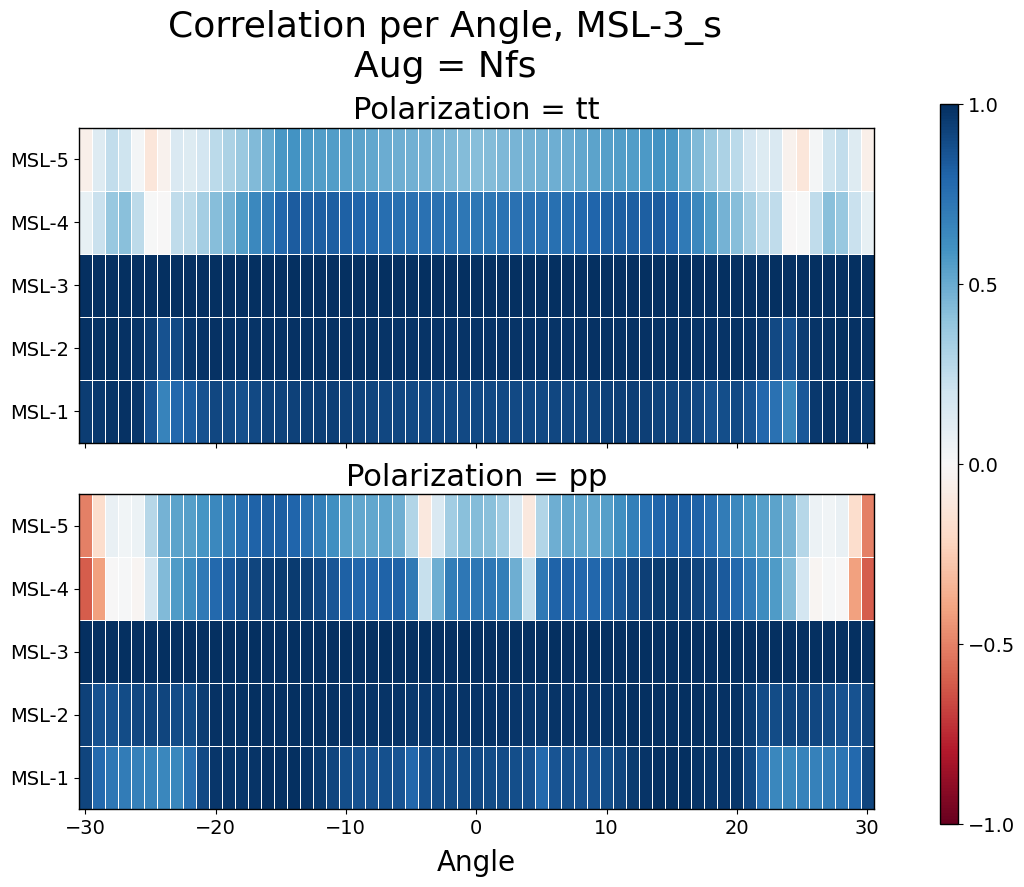 Correlation per Angle, MSL-3_s
Aug = Nfs
Polarization = tt
MSL-5
MSL-4
MSL-3
MSL-2
MSL-1
Polarization = pp
MSL-5
MSL-4
MSL-3
MSL-2
MSL-1
−30
−20
−10
0
10
20
30
Angle
1.0
0.5
0.0
−0.5
−1.0